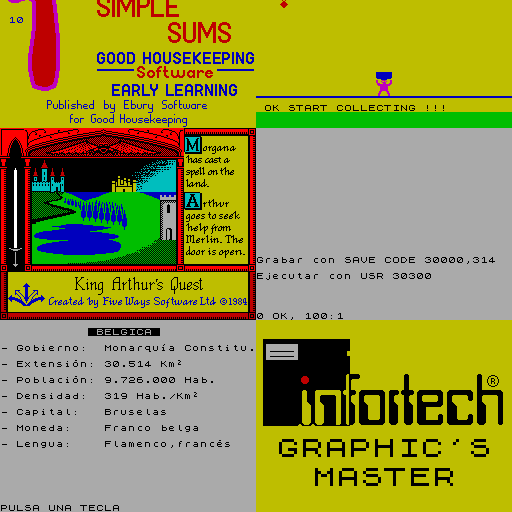 10
SIMPLE
SUMS
GOOD HOUSEKEEPING
Software
EARLY LEARNING
Published by Ebury Software
for Good Housekeeping
OK START COLLECTING !!!
Morgana
has cast a
spell on the
land.
Arthur
goes to seek
help from
Merlin. The
door is open.
King Arthur's Quest
Created by Five Ways Software Ltd ©1984
Grabar con SAVE CODE 30000,314
Ejecutar con USR 30300
0 OK, 100:1
BELGICA
- Gobierno: Monarquía Constitu.
- Extensión: 30.514 Km²
- Población: 9.726.000 Hab.
- Densidad: 319 Hab./Km²
- Capital: Bruselas
- Moneda: Franco belga
- Lengua: Flamenco,francés
PULSA UNA TECLA
infortech®
GRAPHIC'S
MASTER